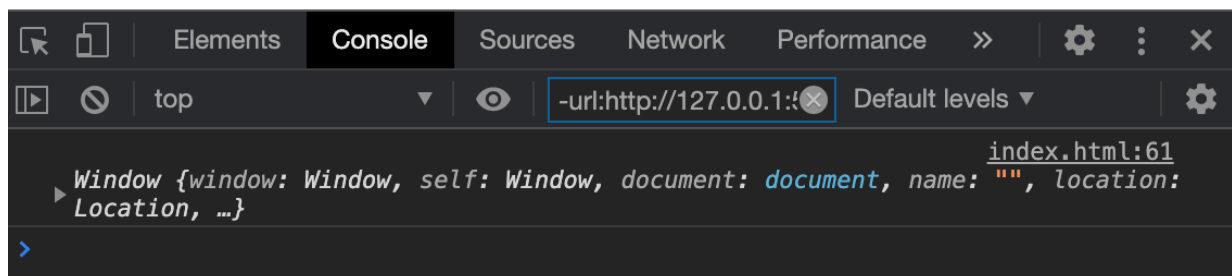 Elements Console Sources Network Performance »
top ▼ -url:http://127.0.0.1: Default levels ▼
index.html:61
Window {window: Window, self: Window, document: document, name: "", location:
Location, …}
>